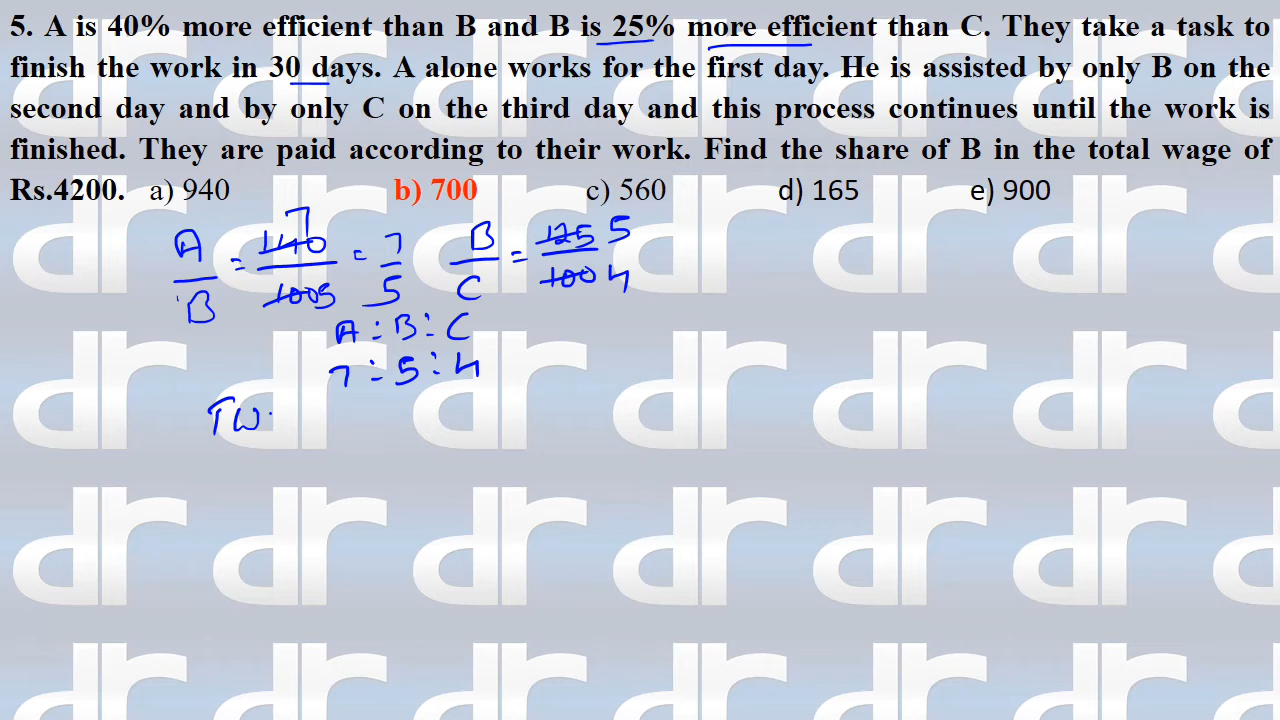 5. A is 40% more efficient than B and B is 25% more efficient than C. They take a task to
finish the work in 30 days. A alone works for the first day. He is assisted by only B on the
second day and by only C on the third day and this process continues until the work is
finished. They are paid according to their work. Find the share of B in the total wage of
Rs.4200. a) 940 b) 700 c) 560 d) 165 e) 900
A/B = 140 7/100 5 = 7/5 B/C = 125 5/100 4
A : B : C
7 : 5 : 4
TW.